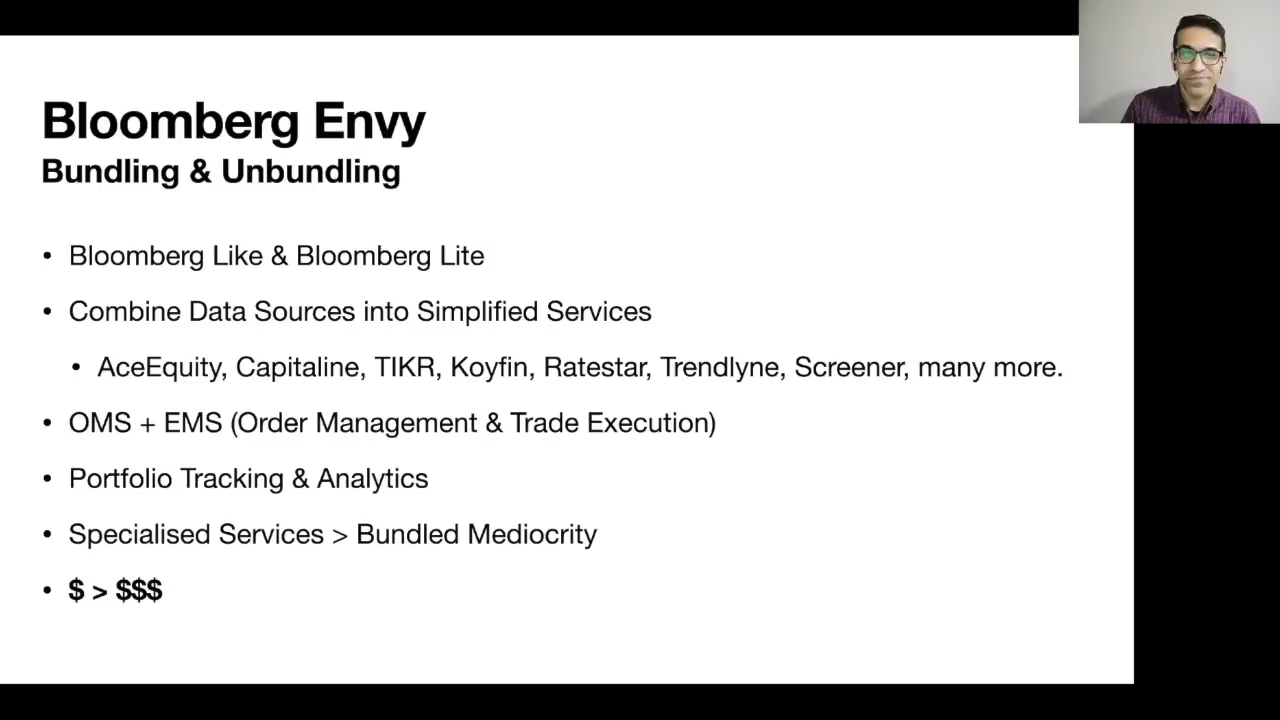 Bloomberg Envy
Bundling & Unbundling
• Bloomberg Like & Bloomberg Lite
• Combine Data Sources into Simplified Services
• AceEquity, Capitaline, TIKR, Koyfin, Ratestar, Trendlyne, Screener, many more.
• OMS + EMS (Order Management & Trade Execution)
• Portfolio Tracking & Analytics
• Specialised Services > Bundled Mediocrity
• $ > $$$